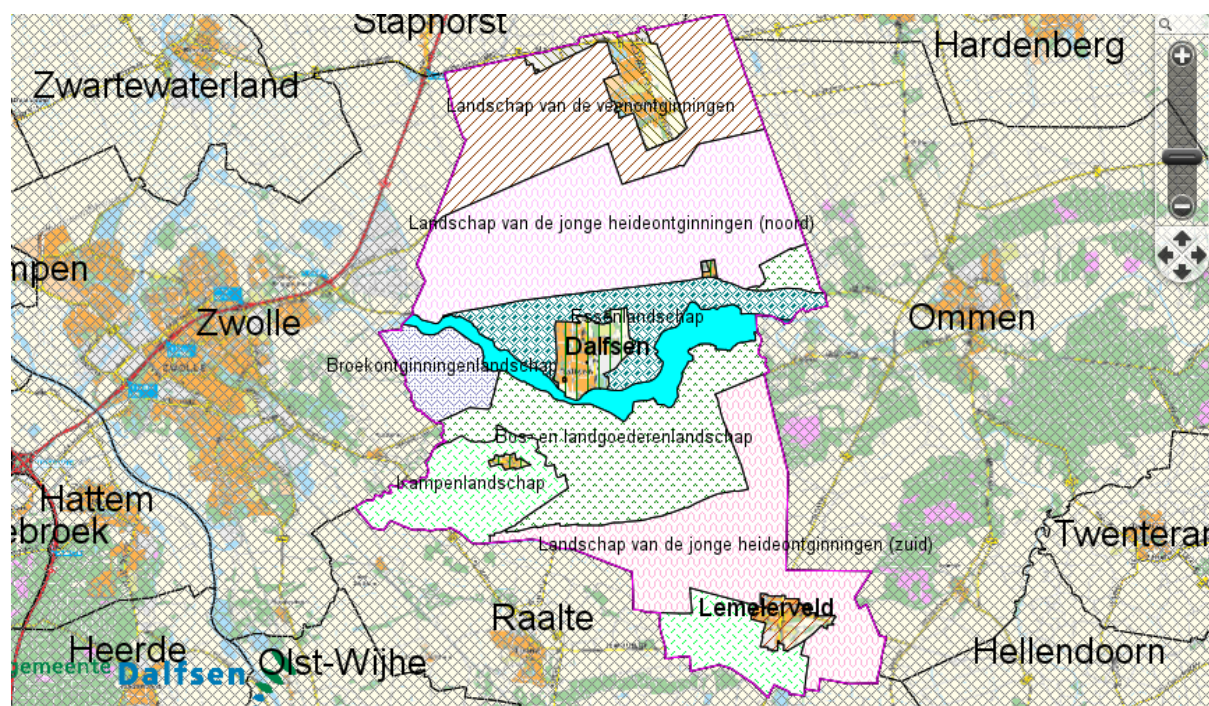 Staphorst
Hardenberg
Zwartewaterland
Landschap van de veenontginningen
Landschap van de jonge heideontginningen (noord)
mpen
Zwolle
Essenlandschap
Ommen
Dalfsen
Broekontginningenlandschap
ZWOLLE
Bos- en landgoederenlandschap
Kampenlandschap
Hattem
ebroek
Landschap van de jonge heideontginningen (zuid)
Twenteran
Raalte
Lemelerveld
Heerde
Olst-Wijhe
Hellendoorn
gemeente Dalfsen